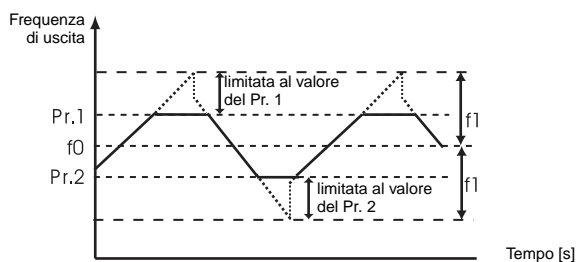 Frequenza
di uscita
limitata al valore
del Pr. 1
Pr.1
f1
f0
Pr.2
limitata al valore
del Pr. 2
f1
Tempo [s]